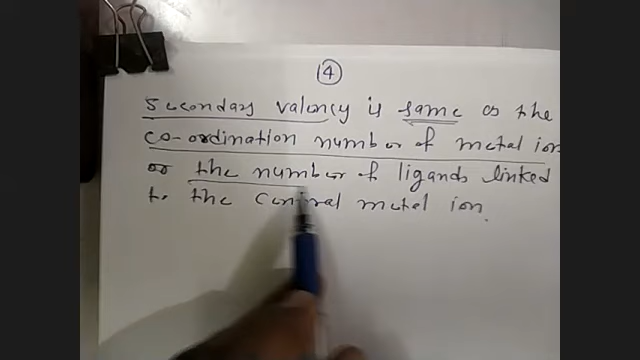 4
Secondary valency is same as the
co-ordination number of metal ion
or the number of ligands linked
to the central metal ion.